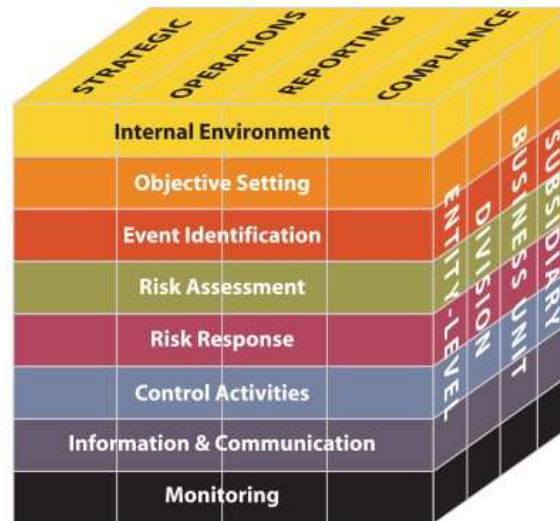 STRATEGIC
OPERATIONS
REPORTING
COMPLIANCE
Internal Environment
Objective Setting
Event Identification
Risk Assessment
Risk Response
Control Activities
Information & Communication
Monitoring
ENTITY-LEVEL
DIVISION
BUSINESS UNIT
SUBSIDIARY